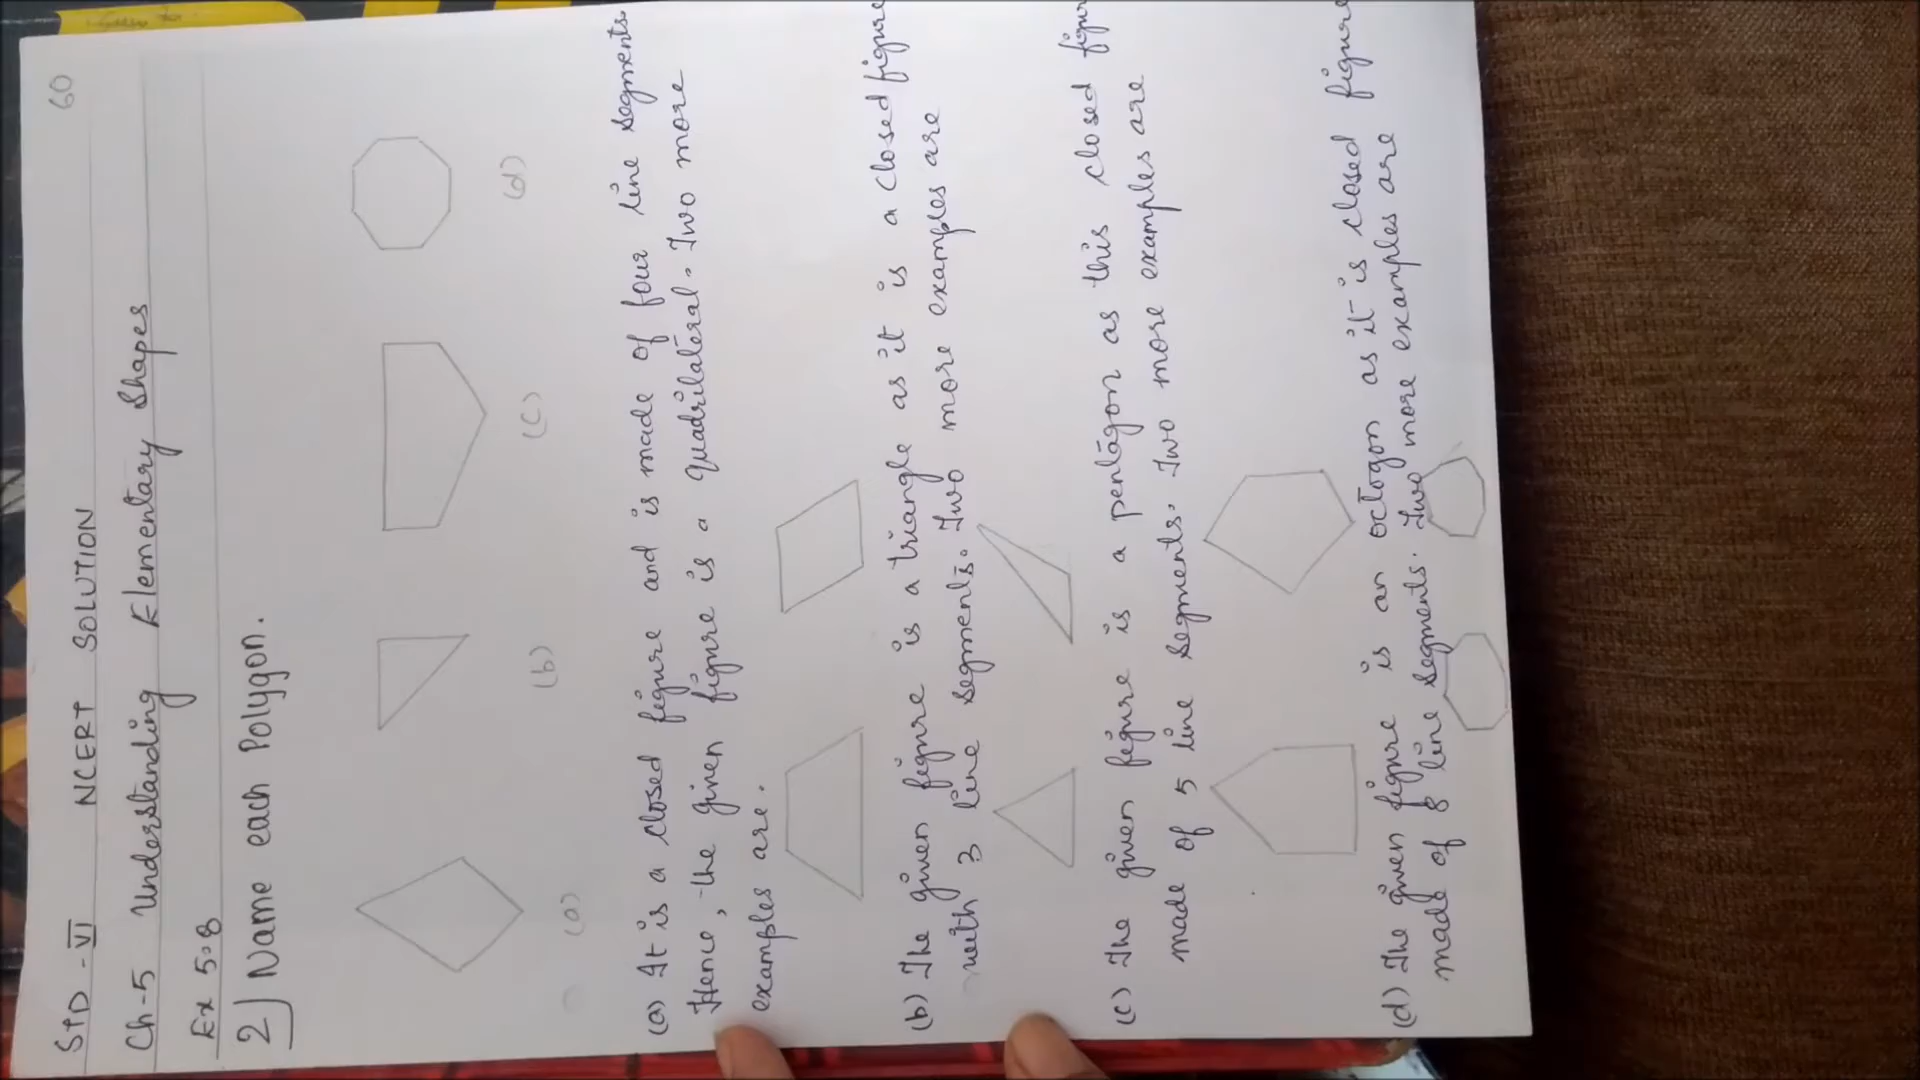 60
STD - VI NCERT SOLUTION
Ch-5 Understanding Elementary Shapes
Ex 5.8
2) Name each Polygon.
(a) (b) (c) (d)
(a) It is a closed figure and is made of four line segments.
Hence, the given figure is a quadrilateral. Two more
examples are.
(b) The given figure is a triangle as it is a closed figure
with 3 line segments. Two more examples are
(c) The given figure is a pentagon as this closed figur
made of 5 line segments. Two more examples are
(d) The given figure is an octogon as it is closed figure
made of 8 line segments. Two more examples are